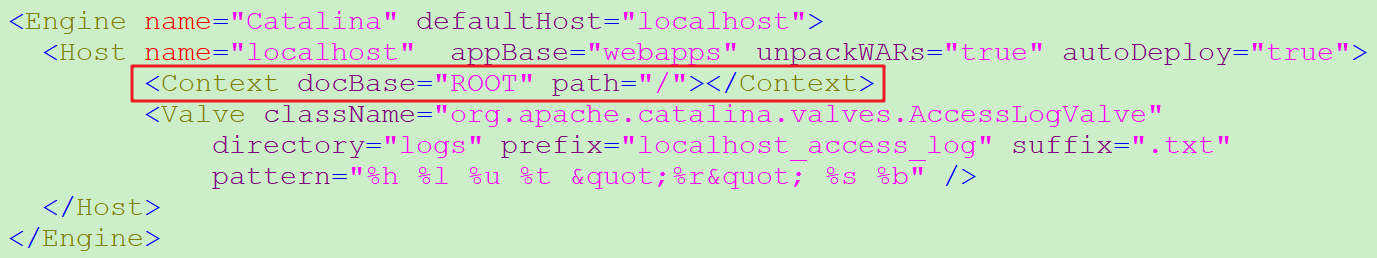 <Engine name="Catalina" defaultHost="localhost">
<Host name="localhost" appBase="webapps" unpackWARs="true" autoDeploy="true">
<Context docBase="ROOT" path="/"></Context>
<Valve className="org.apache.catalina.valves.AccessLogValve"
directory="logs" prefix="localhost_access_log" suffix=".txt"
pattern="%h %l %u %t &quot;%r&quot; %s %b" />
</Host>
</Engine>